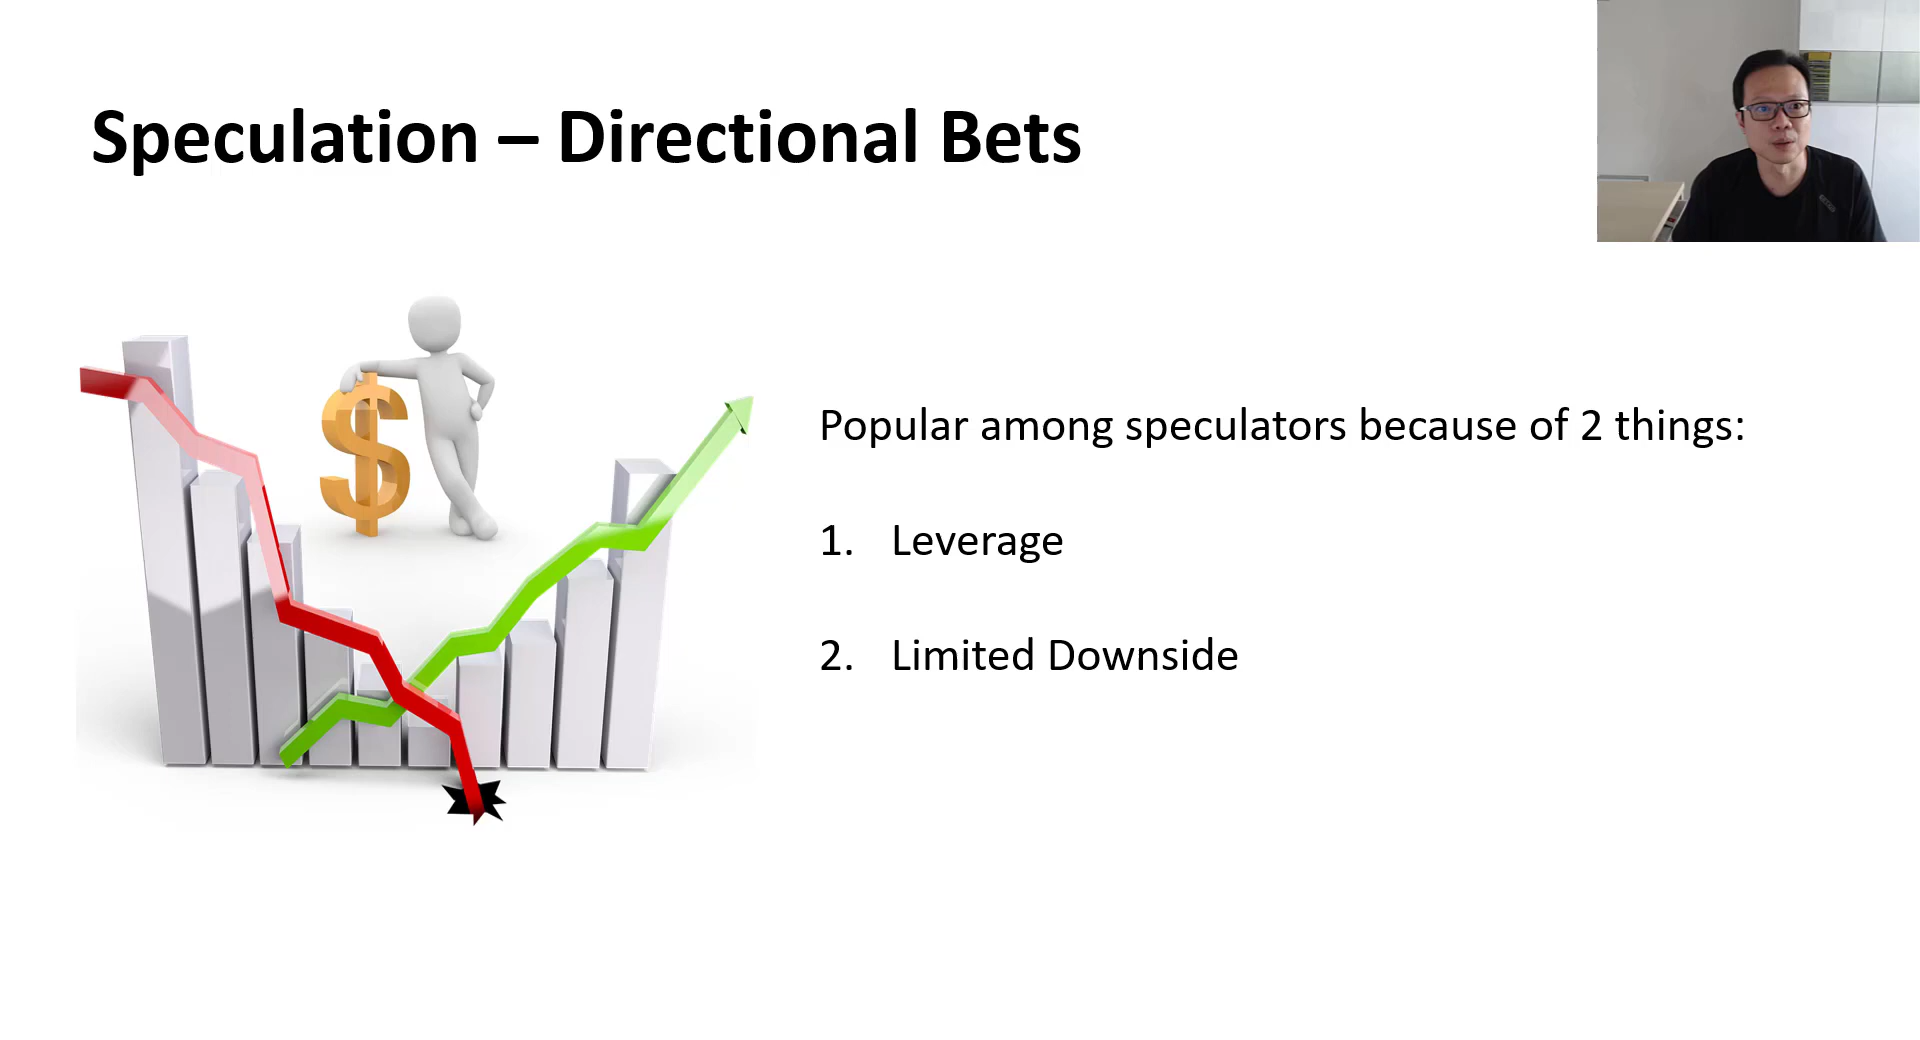 Speculation – Directional Bets
Popular among speculators because of 2 things:
1. Leverage
2. Limited Downside